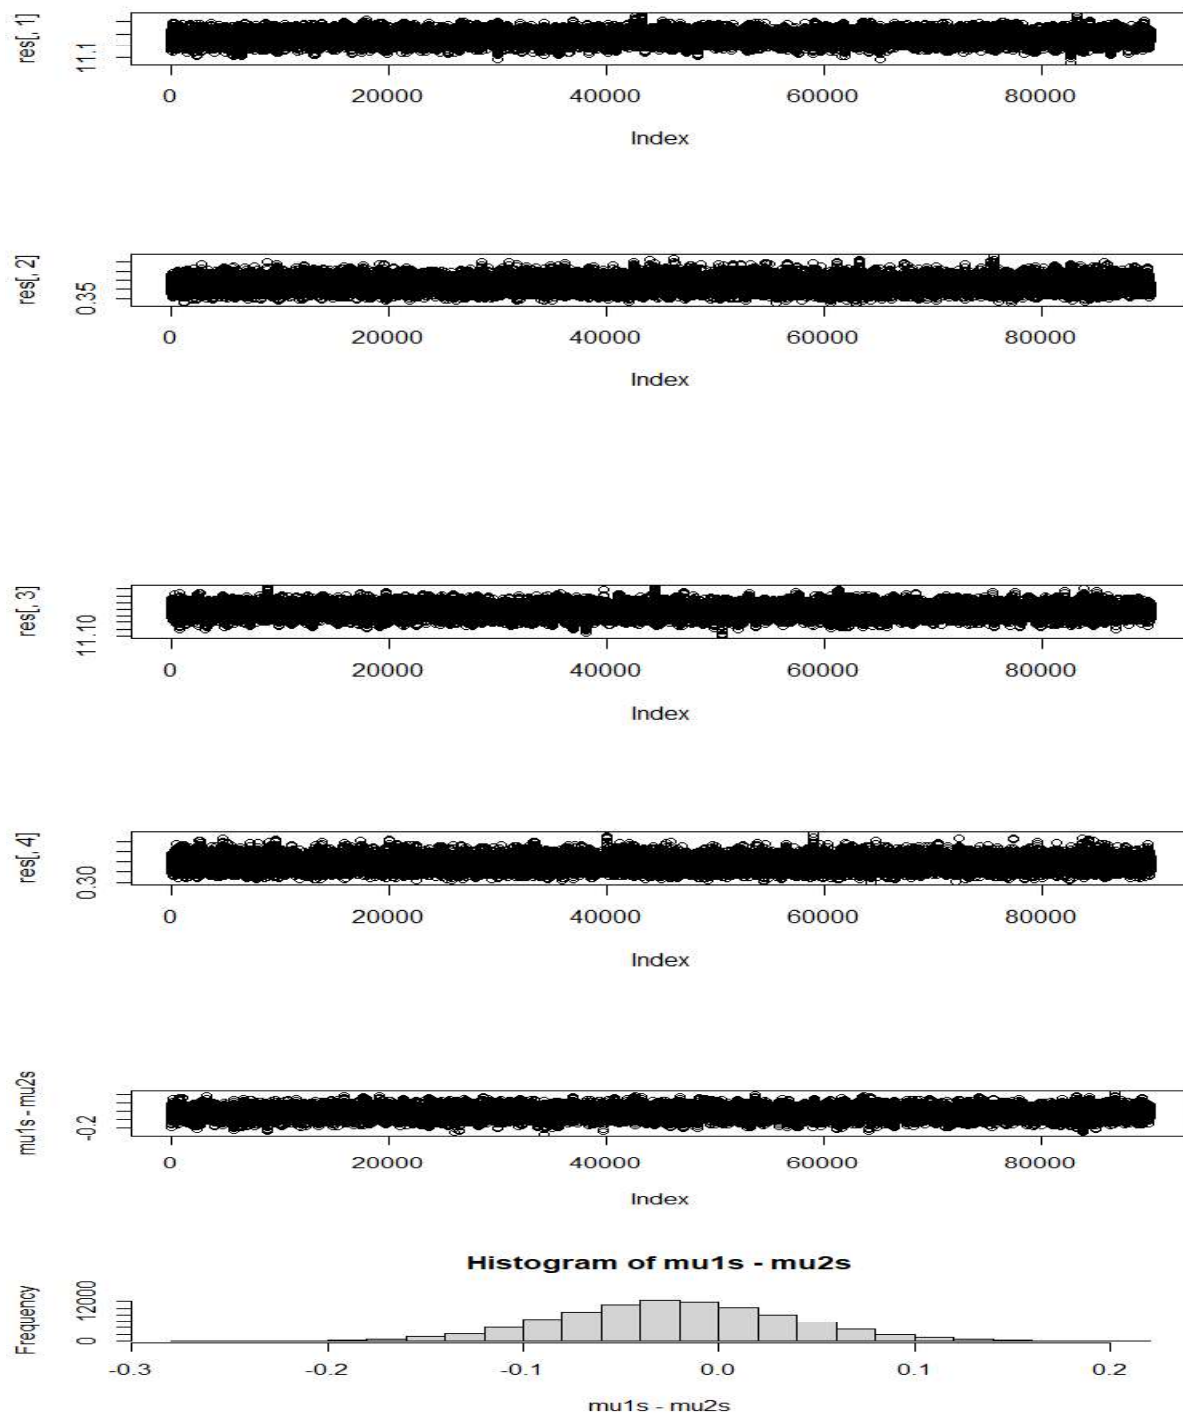 res[, 1]
11.1
0 20000 40000 60000 80000
Index
res[, 2]
0.35
0 20000 40000 60000 80000
Index
res[, 3]
11.10
0 20000 40000 60000 80000
Index
res[, 4]
0.30
0 20000 40000 60000 80000
Index
mu1s - mu2s
-0.2
0 20000 40000 60000 80000
Index
Histogram of mu1s - mu2s
Frequency
0 12000
-0.3 -0.2 -0.1 0.0 0.1 0.2
mu1s - mu2s